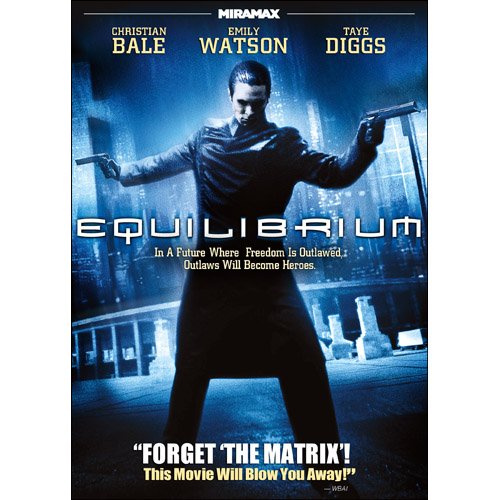 MIRAMAX
CHRISTIAN BALE
EMILY WATSON
TAYE DIGGS
EQUILIBRIUM
In A Future Where Freedom Is Outlawed,
Outlaws Will Become Heroes.
"FORGET 'THE MATRIX'!
This Movie Will Blow You Away!"
—WBAI